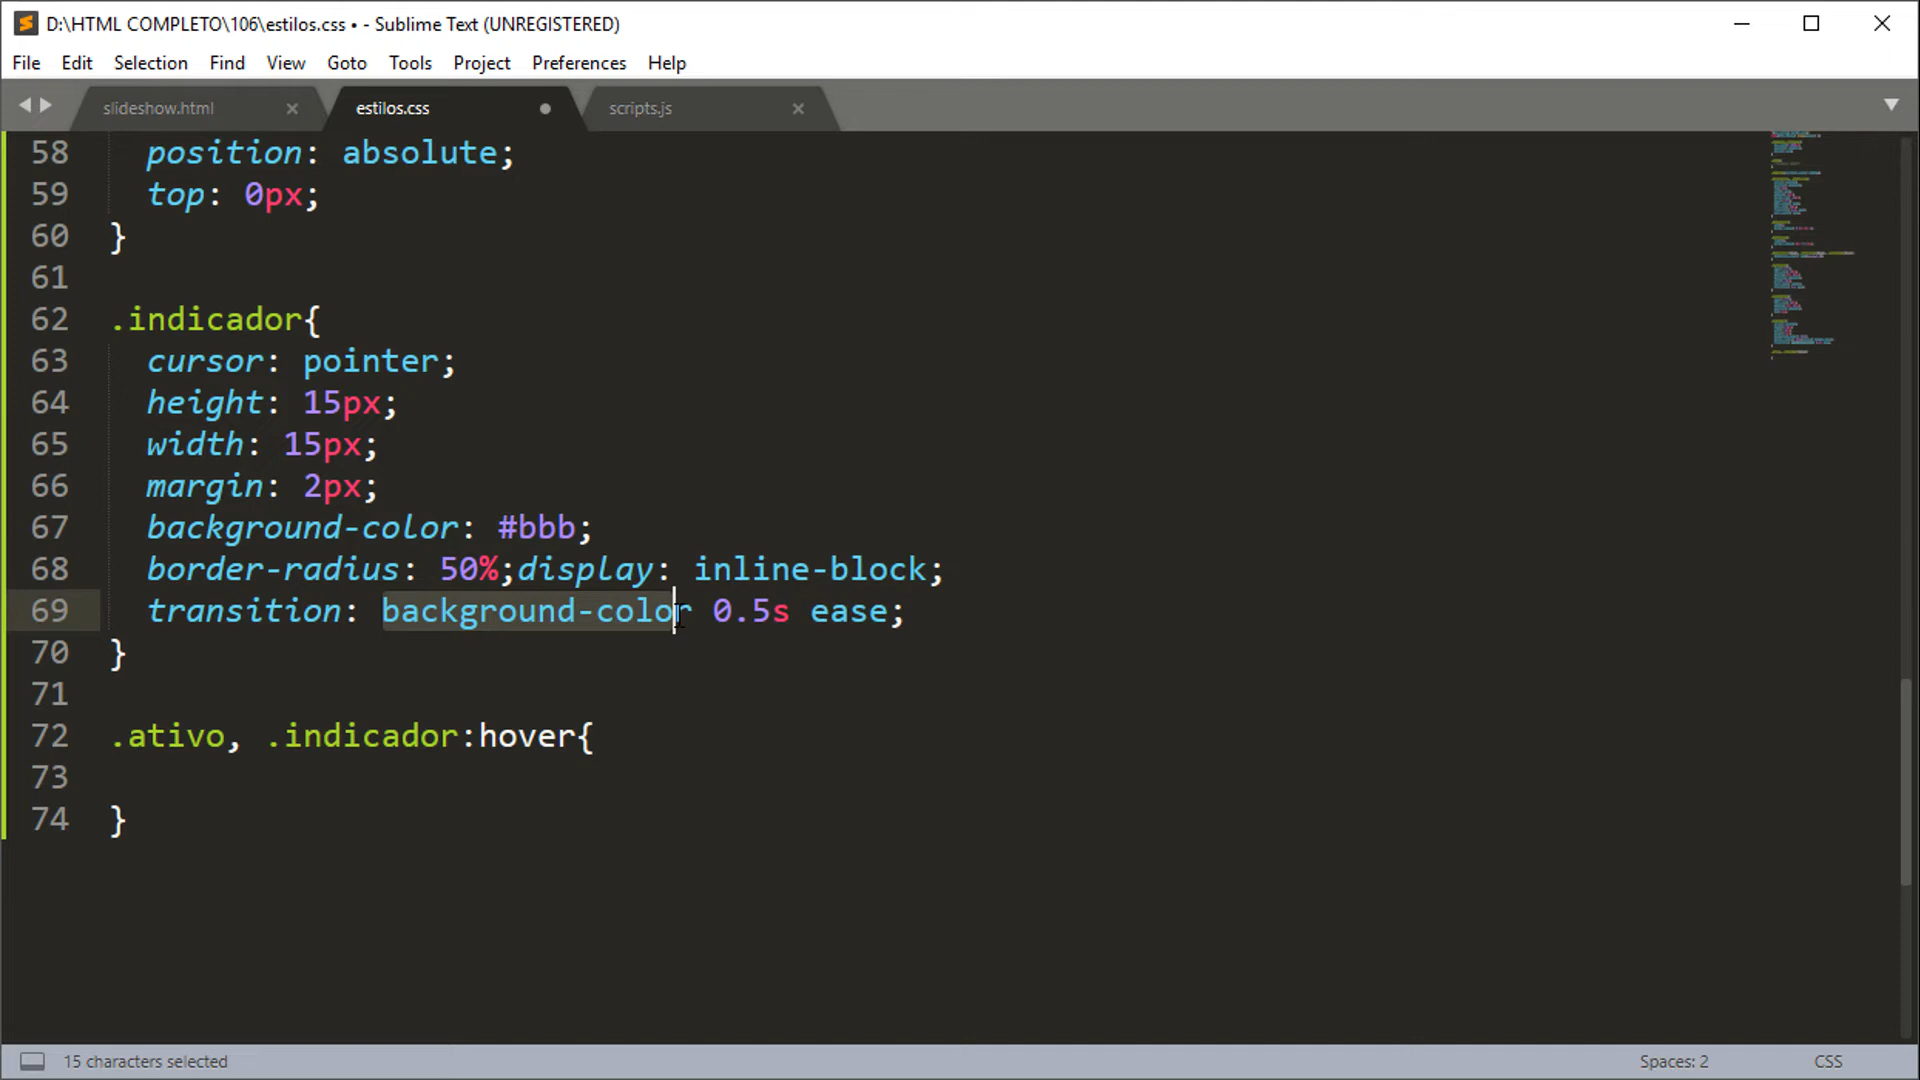 D:\HTML COMPLETO\106\estilos.css • - Sublime Text (UNREGISTERED)
File Edit Selection Find View Goto Tools Project Preferences Help
slideshow.html estilos.css scripts.js
58 position: absolute;
59 top: 0px;
60 }
61
62 .indicador{
63 cursor: pointer;
64 height: 15px;
65 width: 15px;
66 margin: 2px;
67 background-color: #bbb;
68 border-radius: 50%;display: inline-block;
69 transition: background-color 0.5s ease;
70 }
71
72 .ativo, .indicador:hover{
73
74 }
15 characters selected Spaces: 2 CSS